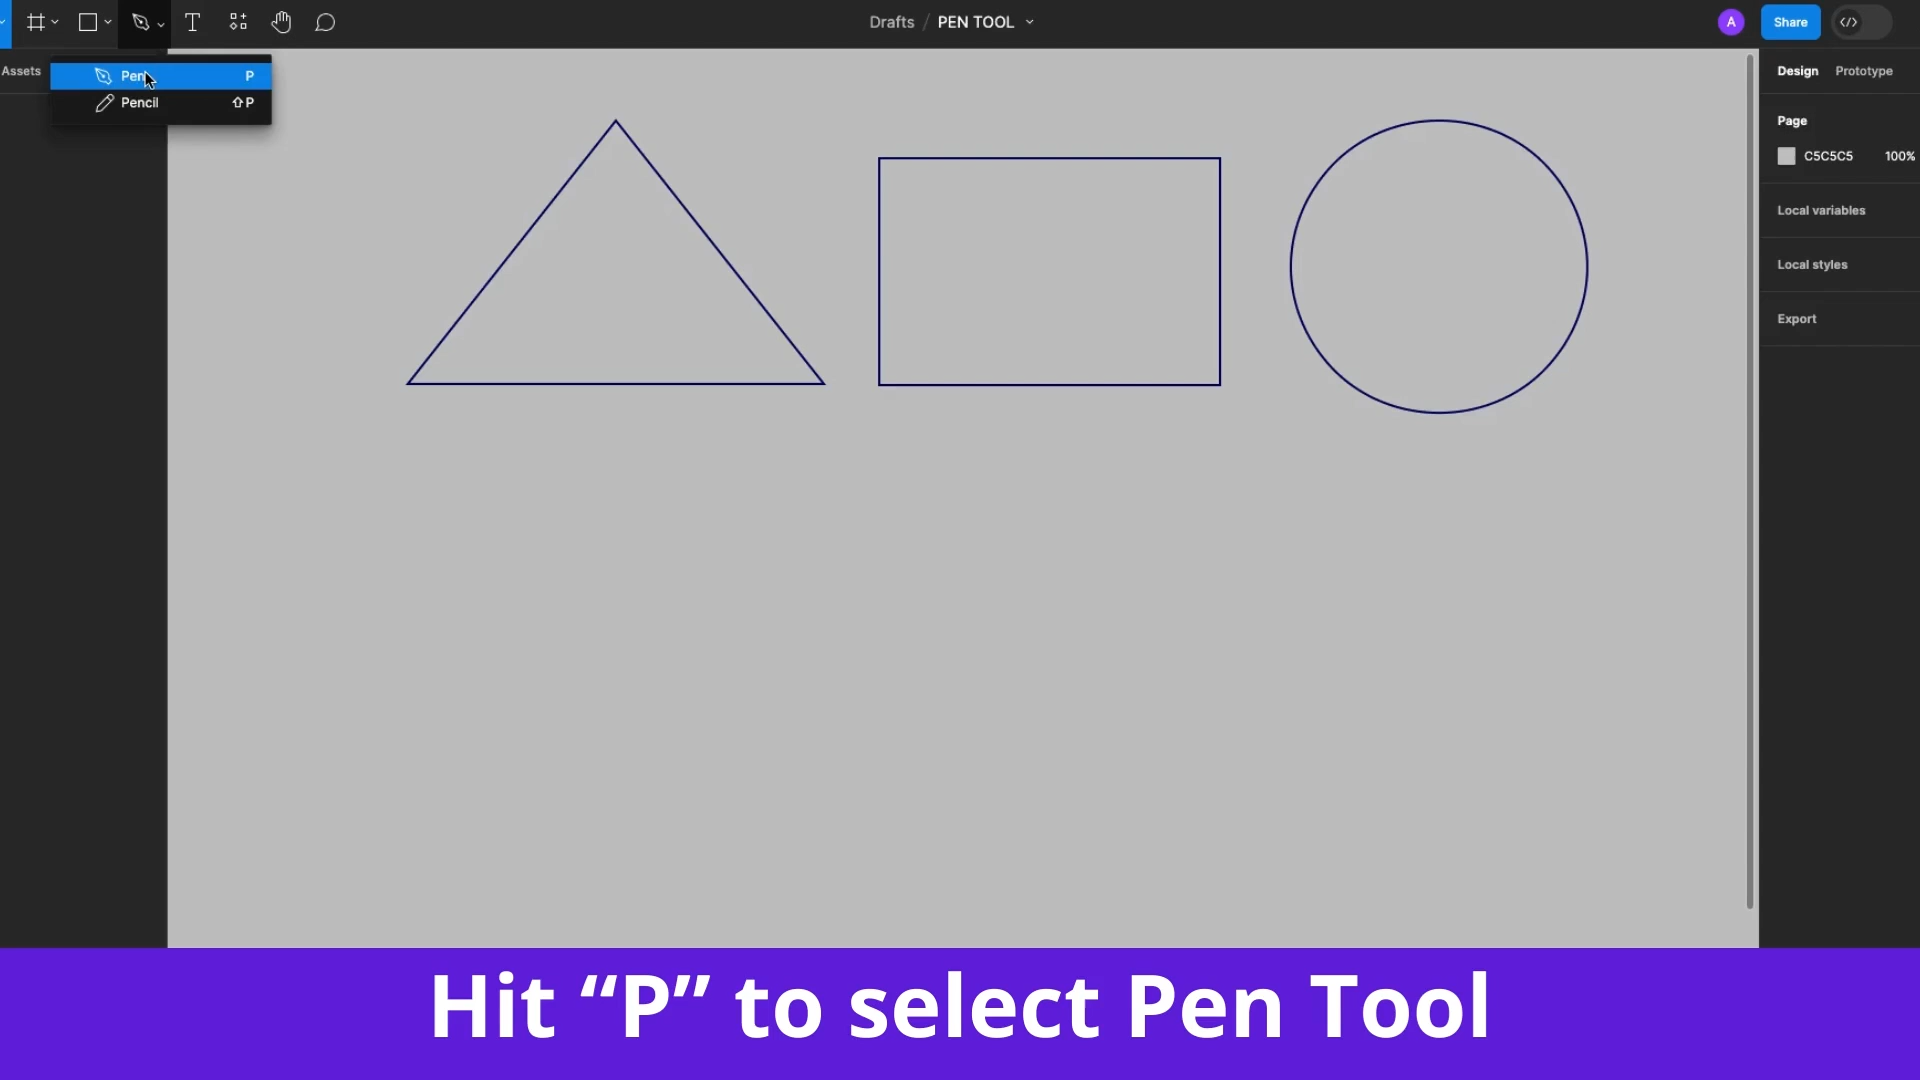 Drafts / PEN TOOL
A
Share
Assets
Pen P
Pencil ⇧P
Design Prototype
Page
C5C5C5 100%
Local variables
Local styles
Export
Hit “P” to select Pen Tool